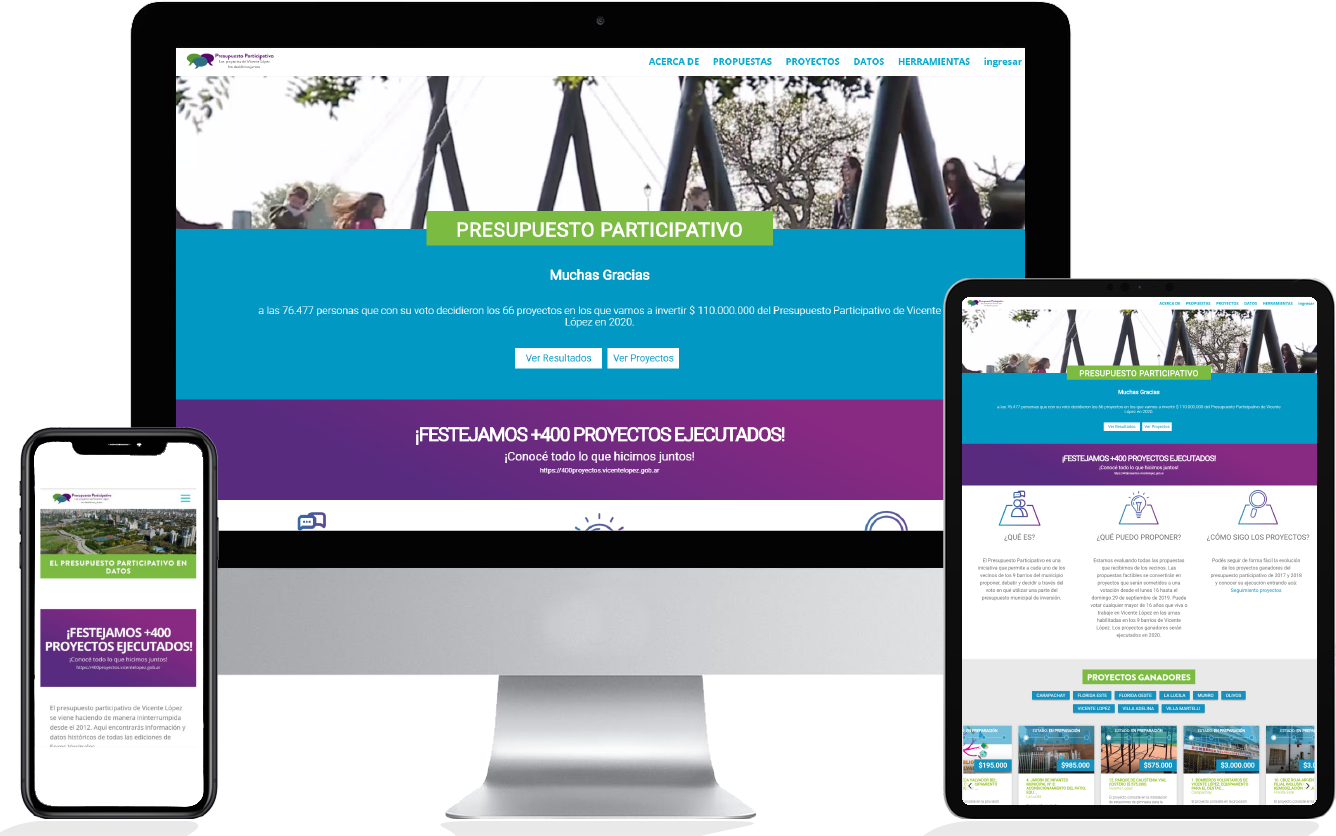 Presupuesto Participativo
Los proyectos de Vicente López
ACERCA DE PROPUESTAS PROYECTOS DATOS HERRAMIENTAS ingresar
PRESUPUESTO PARTICIPATIVO
Muchas Gracias
a las 76.477 personas que con su voto decidieron los 66 proyectos en los que vamos a invertir $ 110.000.000 del Presupuesto Participativo de Vicente
López en 2020.
Ver Resultados Ver Proyectos
¡FESTEJAMOS +400 PROYECTOS EJECUTADOS!
¡Conocé todo lo que hicimos juntos!
https://400proyectos.vicentelopez.gob.ar
Presupuesto Participativo
EL PRESUPUESTO PARTICIPATIVO EN
DATOS
¡FESTEJAMOS +400
PROYECTOS EJECUTADOS!
¡Conocé todo lo que hicimos juntos!
https://400proyectos.vicentelopez.gob.ar
El presupuesto participativo de Vicente López
se viene haciendo de manera ininterrumpida
desde el 2012. Aquí encontrarás información y
datos históricos de todas las ediciones de
ACERCA DE PROPUESTAS PROYECTOS DATOS HERRAMIENTAS ingresar
PRESUPUESTO PARTICIPATIVO
Muchas Gracias
a las 76.477 personas que con su voto decidieron los 66 proyectos en los que vamos a invertir $ 110.000.000 del Presupuesto Participativo de Vicente
López en 2020.
Ver Resultados Ver Proyectos
¡FESTEJAMOS +400 PROYECTOS EJECUTADOS!
¡Conocé todo lo que hicimos juntos!
https://400proyectos.vicentelopez.gob.ar
¿QUÉ ES?
El Presupuesto Participativo es una
iniciativa que permite a cada uno de los
vecinos de los 9 barrios del municipio
proponer, debatir y decidir a través del
voto en qué utilizar una parte del
presupuesto municipal de inversión.
¿QUÉ PUEDO PROPONER?
Estamos evaluando todas las propuestas
que recibimos de los vecinos. Las
propuestas factibles se convertirán en
proyectos que serán sometidos a una
votación desde el lunes 16 hasta el
domingo 29 de septiembre de 2019. Puede
votar cualquier mayor de 16 años que viva o
trabaje en Vicente Lopez en las urnas
habilitadas en los 9 barrios de Vicente
López. Los proyectos ganadores serán
ejecutados en 2020.
¿CÓMO SIGO LOS PROYECTOS?
Podés seguir de forma fácil la evolución
de los proyectos ganadores del
presupuesto participativo de 2017 y 2018
y conocer su ejecución entrando acá:
Seguimiento proyectos
PROYECTOS GANADORES
CARAPACHAY FLORIDA ESTE FLORIDA OESTE LA LUCILA MUNRO OLIVOS
VICENTE LOPEZ VILLA ADELINA VILLA MARTELLI
$195.000
ESTADO: EN PREPARACIÓN
$985.000
ESTADO: EN PREPARACIÓN
$575.000
ESTADO: EN PREPARACIÓN
$3.000.000